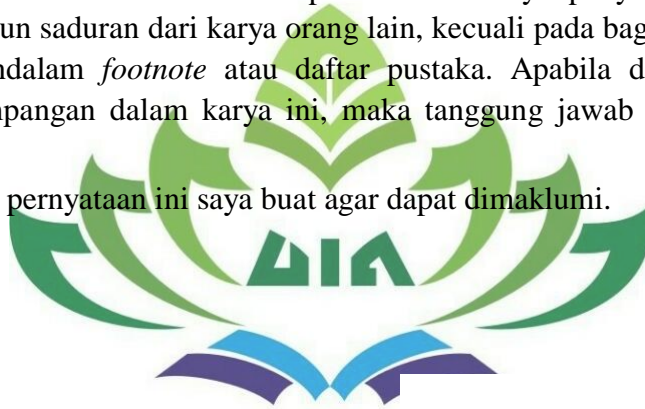 un saduran dari karya orang lain, kecuali pada bag
ndalam footnote atau daftar pustaka. Apabila d
npangan dalam karya ini, maka tanggung jawab
pernyataan ini saya buat agar dapat dimaklumi.
UIN